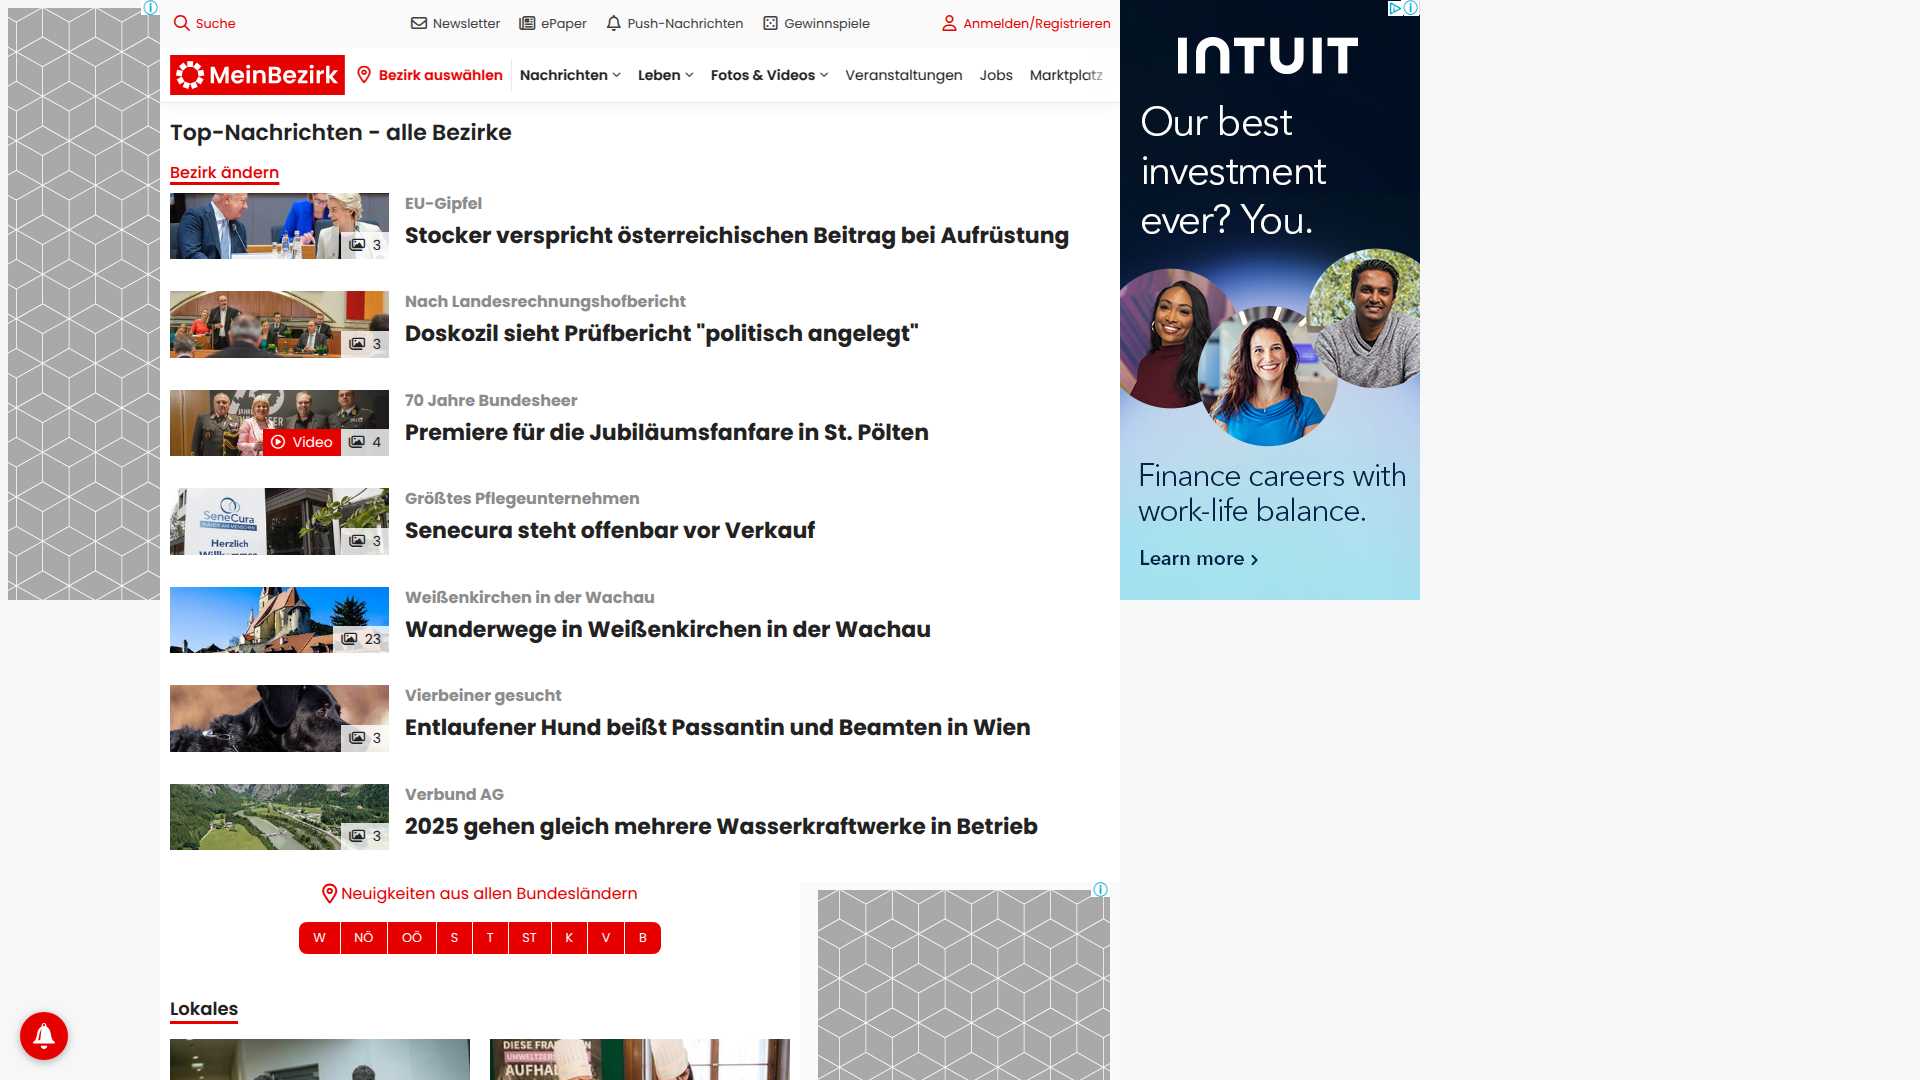 Suche
Newsletter
ePaper
Push-Nachrichten
Gewinnspiele
Anmelden/Registrieren
MeinBezirk
Bezirk auswählen
Nachrichten
Leben
Fotos & Videos
Veranstaltungen
Jobs
Marktplatz
Top-Nachrichten - alle Bezirke
Bezirk ändern
3
EU-Gipfel
Stocker verspricht österreichischen Beitrag bei Aufrüstung
3
Nach Landesrechnungshofbericht
Doskozil sieht Prüfbericht "politisch angelegt"
Video
4
70 Jahre Bundesheer
Premiere für die Jubiläumsfanfare in St. Pölten
SeneCura
Herzlich
3
Größtes Pflegeunternehmen
Senecura steht offenbar vor Verkauf
23
Weißenkirchen in der Wachau
Wanderwege in Weißenkirchen in der Wachau
3
Vierbeiner gesucht
Entlaufener Hund beißt Passantin und Beamten in Wien
3
Verbund AG
2025 gehen gleich mehrere Wasserkraftwerke in Betrieb
Neuigkeiten aus allen Bundesländern
W NÖ OÖ S T ST K V B
Lokales
DIESE FRA
UMWELTZER
AUFHA
INTUIT
Our best
investment
ever? You.
Finance careers with
work-life balance.
Learn more